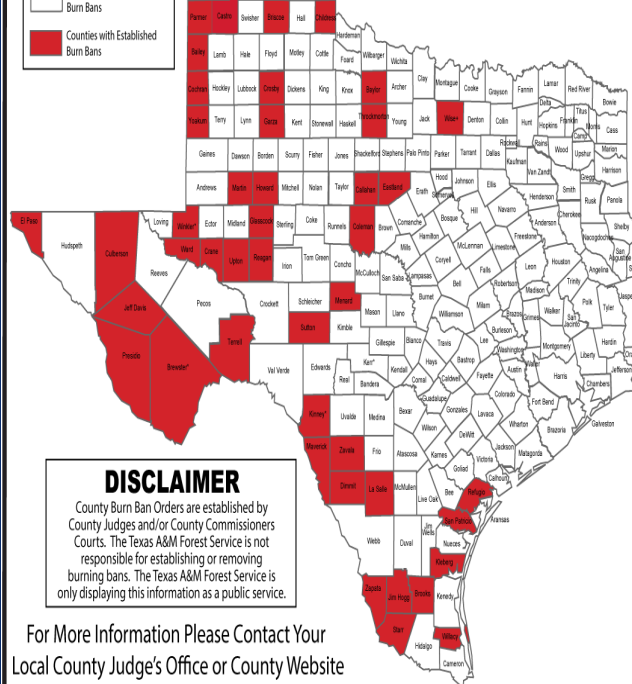 Burn Bans
Counties with Established
Burn Bans
Parmer Castro Swisher Briscoe Hall Childress
Hardeman
Bailey Lamb Hale Floyd Motley Cottle Foard Wilbarger Wichita
Clay Montague Cooke Grayson Fannin Lamar Red River Bowie
Cochran Hockley Lubbock Crosby Dickens King Knox Baylor Archer
Delta Titus Franklin Morris Cass
Yoakum Terry Lynn Garza Kent Stonewall Haskell Throckmorton Young Jack Wise* Denton Collin Hunt Hopkins Camp
Rockwall Rains Wood Upshur Marion
Gaines Dawson Borden Scurry Fisher Jones Shackelford Stephens Palo Pinto Parker Tarrant Dallas Kaufman Van Zandt Gregg Harrison
Andrews Martin Howard Mitchell Nolan Taylor Callahan Eastland Erath Hood Somervell Johnson Ellis Henderson Smith Rusk Panola
El Paso Hudspeth Culberson Loving Winkler* Ector Midland Glasscock Sterling Coke Runnels Coleman Brown Comanche Bosque Hill Navarro Anderson Cherokee Shelby
Hamilton Freestone* Nacogdoches
Ward Crane Upton Reagan Irion Tom Green Concho McCulloch San Saba Mills Lampasas Coryell McLennan Limestone Leon Houston Angelina San
Augustine
Reeves Falls Robertson Trinity
Jeff Davis Pecos Crockett Schleicher Menard Mason Llano Burnet Bell Milam Brazos Madison Walker Polk Tyler Jaspe
Grimes San
Jacinto
Presidio Brewster* Terrell Sutton Kimble Gillespie Blanco Williamson Travis Lee Burleson Washington Montgomery Liberty Hardin
Val Verde Edwards Real Kerr* Bandera Kendall Hays Comal Caldwell Bastrop Fayette Austin Waller Harris Chambers Jefferson
Guadalupe Colorado Fort Bend
Kinney* Uvalde Medina Bexar Wilson Gonzales Lavaca Wharton Brazoria Galveston
Maverick Zavala Frio Atascosa Karnes DeWitt Jackson Matagorda
Victoria
Goliad Calhoun
Dimmit La Salle McMullen Live Oak Bee Refugio
San Patricio Aransas
Webb Duval Jim
Wells Nueces
Kleberg
Zapata Jim Hogg Brooks Kenedy
Starr Hidalgo Willacy
Cameron
DISCLAIMER
County Burn Ban Orders are established by
County Judges and/or County Commissioners
Courts. The Texas A&M Forest Service is not
responsible for establishing or removing
burning bans. The Texas A&M Forest Service is
only displaying this information as a public service.
For More Information Please Contact Your
Local County Judge's Office or County Website